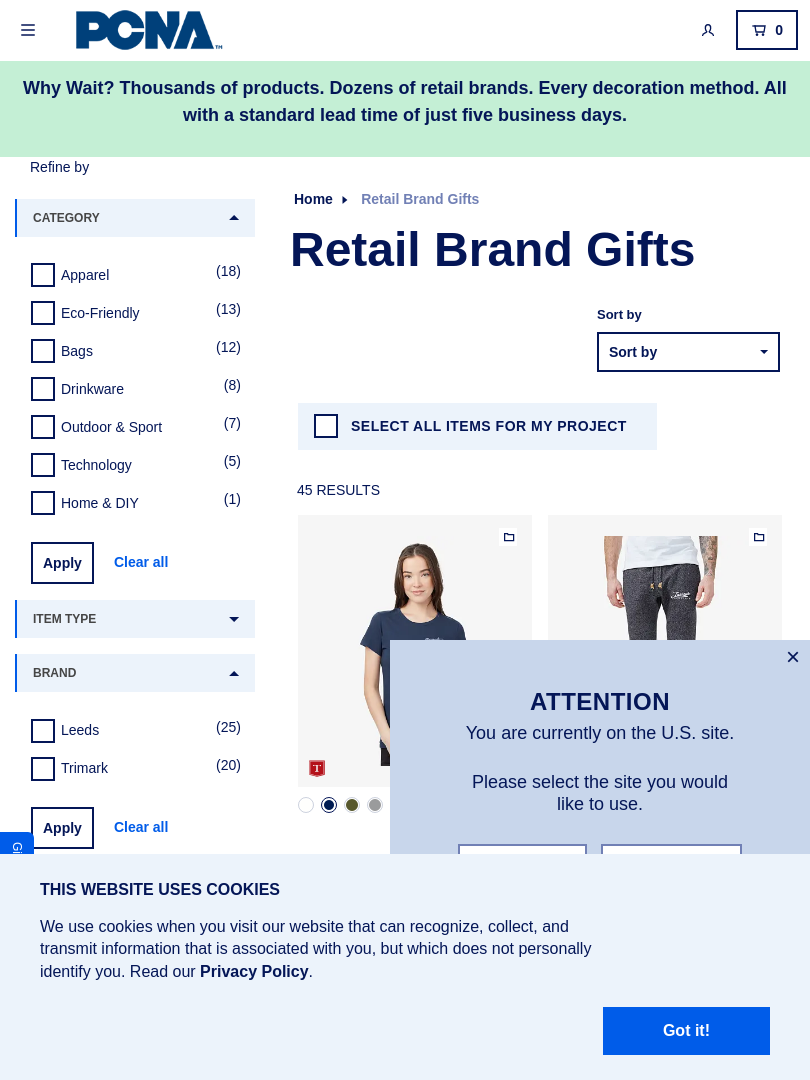 PCNA TM
0
Why Wait? Thousands of products. Dozens of retail brands. Every decoration method. All
with a standard lead time of just five business days.
Refine by
Home
Retail Brand Gifts
CATEGORY
Retail Brand Gifts
Apparel (18)
Eco-Friendly (13)
Bags (12)
Drinkware (8)
Outdoor & Sport (7)
Technology (5)
Home & DIY (1)
Apply
Clear all
ITEM TYPE
BRAND
Leeds (25)
Trimark (20)
Apply
Clear all
Sort by
Sort by
SELECT ALL ITEMS FOR MY PROJECT
45 RESULTS
T
ATTENTION
You are currently on the U.S. site.
Please select the site you would
like to use.
THIS WEBSITE USES COOKIES
We use cookies when you visit our website that can recognize, collect, and
transmit information that is associated with you, but which does not personally
identify you. Read our Privacy Policy.
Got it!